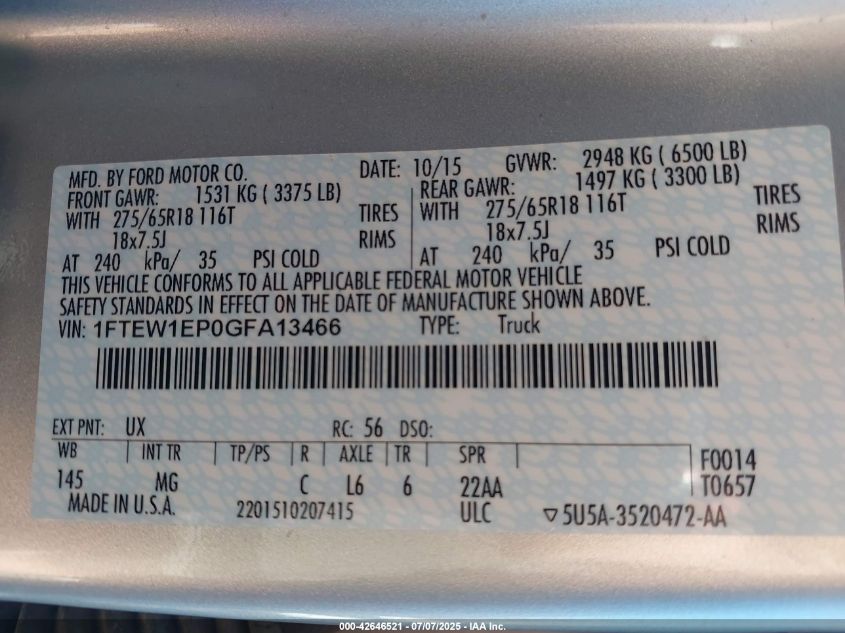 MFD. BY FORD MOTOR CO. DATE: 10/15 GVWR: 2948 KG ( 6500 LB)
FRONT GAWR: 1531 KG ( 3375 LB) REAR GAWR: 1497 KG ( 3300 LB)
WITH 275/65R18 116T TIRES WITH 275/65R18 116T TIRES
18x7.5J RIMS 18x7.5J RIMS
AT 240 kPa/ 35 PSI COLD AT 240 kPa/ 35 PSI COLD
THIS VEHICLE CONFORMS TO ALL APPLICABLE FEDERAL MOTOR VEHICLE
SAFETY STANDARDS IN EFFECT ON THE DATE OF MANUFACTURE SHOWN ABOVE.
VIN: 1FTEW1EP0GFA13466 TYPE: Truck
EXT PNT: UX RC: 56 DSO:
WB INT TR TP/PS R AXLE TR SPR F0014
145 MG C L6 6 22AA T0657
MADE IN U.S.A. 2201510207415 ULC ▽5U5A-3520472-AA
000-42646521 - 07/07/2025 - IAA Inc.